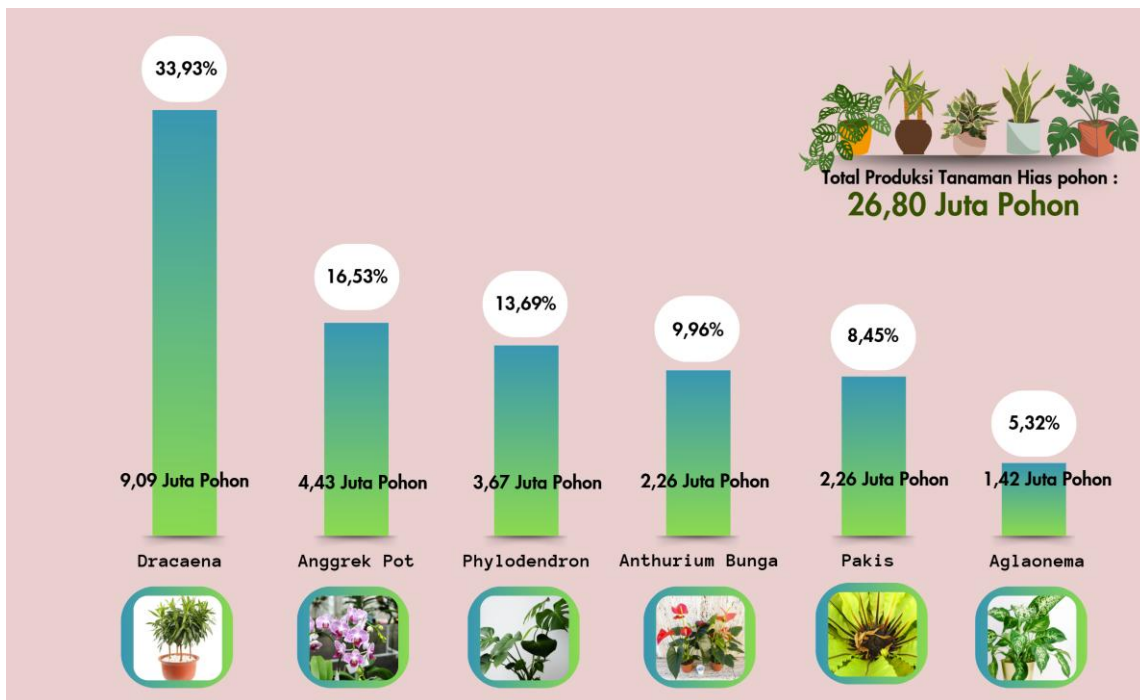 33,93%
Total Produksi Tanaman Hias pohon :
26,80 Juta Pohon
16,53%
13,69%
9,96%
8,45%
5,32%
9,09 Juta Pohon
4,43 Juta Pohon
3,67 Juta Pohon
2,26 Juta Pohon
2,26 Juta Pohon
1,42 Juta Pohon
Dracaena
Anggrek Pot
Phylodendron
Anthurium Bunga
Pakis
Aglaonema